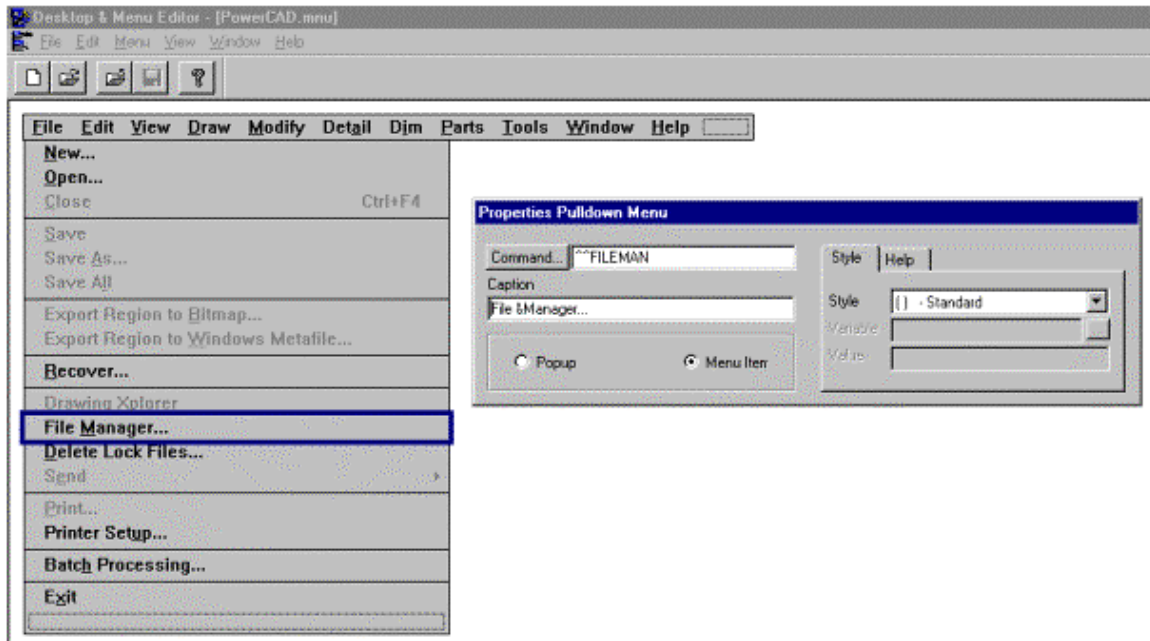 Desktop & Menu Editor - [PowerCAD.mnu]
File Edit Menu View Window Help
File Edit View Draw Modify Detail Dim Parts Tools Window Help
New...
Open...
Close Ctrl+F4
Save
Save As...
Save All
Export Region to Bitmap...
Export Region to Windows Metafile...
Recover...
Drawing Xplorer
File Manager...
Delete Lock Files...
Send
Print...
Printer Setup...
Batch Processing...
Exit
Properties Pulldown Menu
Command... ^^FILEMAN
Caption
File &Manager...
Popup Menu Item
Style Help
Style [ ] - Standard
Variable
Value